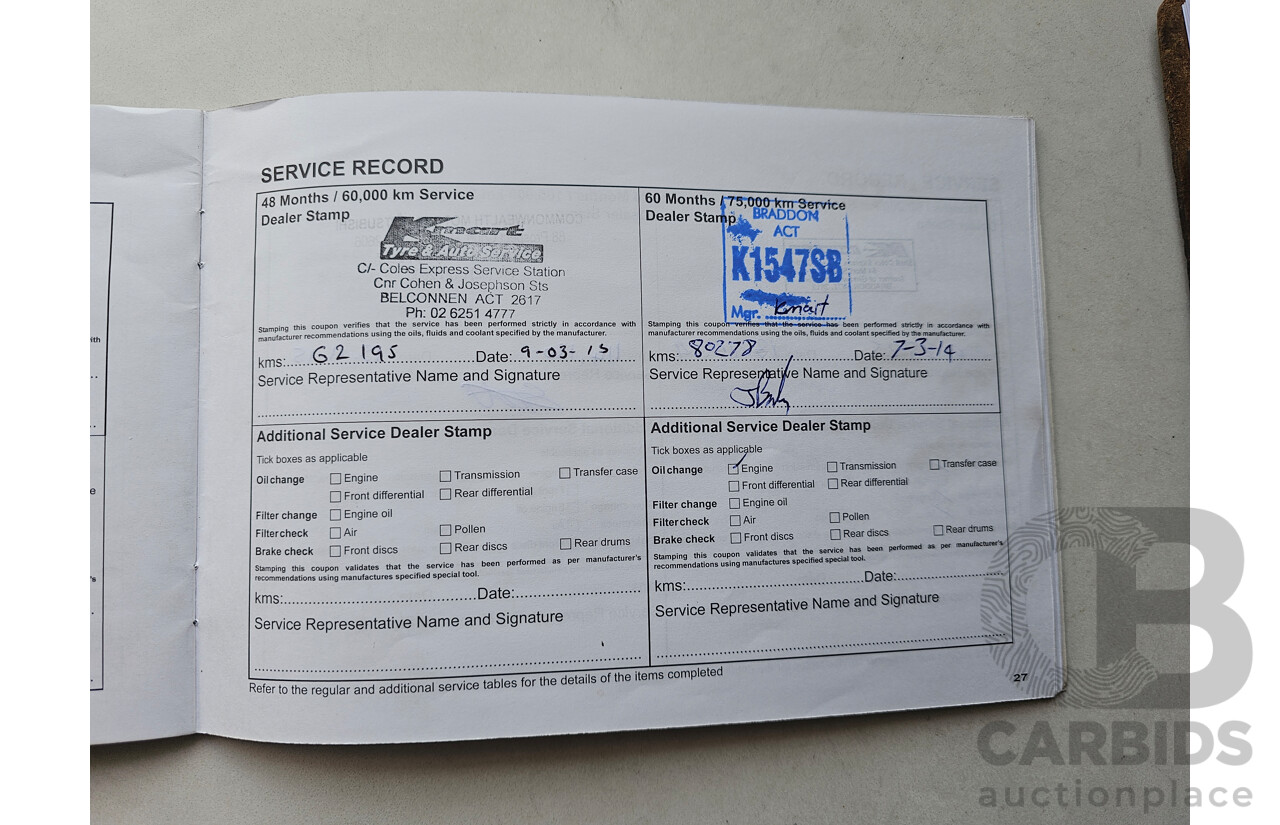 SERVICE RECORD
48 Months / 60,000 km Service
Dealer Stamp
Kmart
Tyre & Auto Service
C/- Coles Express Service Station
Cnr Cohen & Josephson Sts
BELCONNEN ACT 2617
Ph: 02 6251 4777
Stamping this coupon verifies that the service has been performed strictly in accordance with
manufacturer recommendations using the oils, fluids and coolant specified by the manufacturer.
kms: 62195 Date: 9-03-13
Service Representative Name and Signature
60 Months / 75,000 km Service
Dealer Stamp
BRADDON
ACT
K1547SB
Mgr. Kmart
Stamping this coupon verifies that the service has been performed strictly in accordance with
manufacturer recommendations using the oils, fluids and coolant specified by the manufacturer.
kms: 80278 Date: 7-3-14
Service Representative Name and Signature
Additional Service Dealer Stamp
Tick boxes as applicable
Oil change Engine Transmission Transfer case
Front differential Rear differential
Filter change Engine oil
Filter check Air Pollen
Brake check Front discs Rear discs Rear drums
Stamping this coupon validates that the service has been performed as per manufacturer's
recommendations using manufactures specified special tool.
kms: Date:
Service Representative Name and Signature
Additional Service Dealer Stamp
Tick boxes as applicable
Oil change Engine Transmission Transfer case
Front differential Rear differential
Filter change Engine oil
Filter check Air Pollen
Brake check Front discs Rear discs Rear drums
Stamping this coupon validates that the service has been performed as per manufacturer's
recommendations using manufactures specified special tool.
kms: Date:
Service Representative Name and Signature
Refer to the regular and additional service tables for the details of the items completed
27
CB
CARBIDS
auctionplace